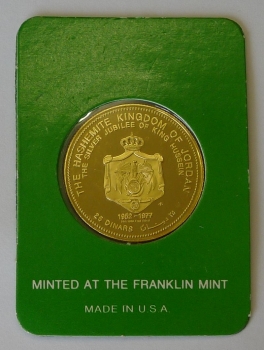 THE HASHEMITE KINGDOM OF JORDAN
THE SILVER JUBILEE OF KING HUSSEIN
1952-1977
25 DINARS
MINTED AT THE FRANKLIN MINT
MADE IN U.S.A.